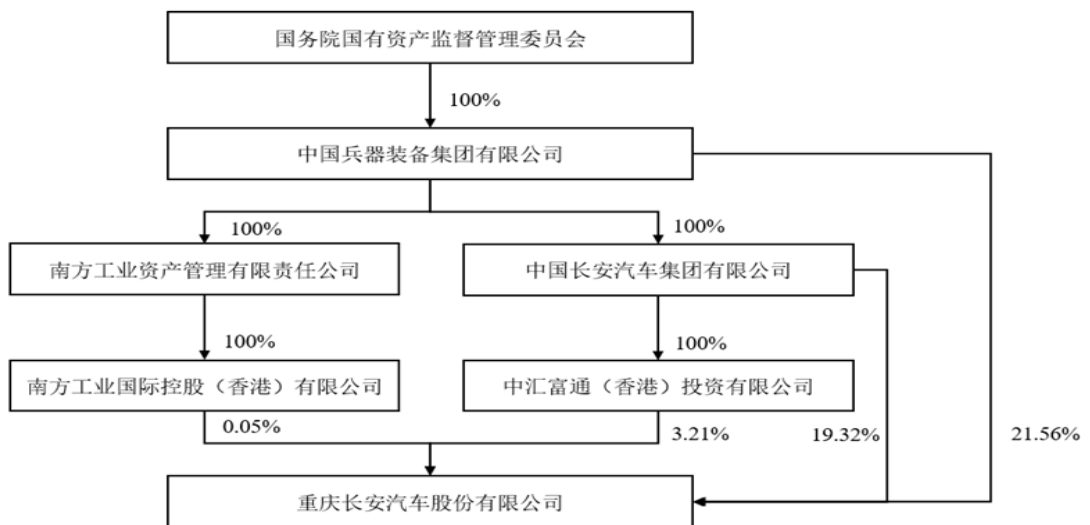 国务院国有资产监督管理委员会
100%
中国兵器装备集团有限公司
100%
100%
南方工业资产管理有限责任公司
中国长安汽车集团有限公司
100%
100%
南方工业国际控股（香港）有限公司
中汇富通（香港）投资有限公司
0.05%
3.21%
19.32%
21.56%
重庆长安汽车股份有限公司